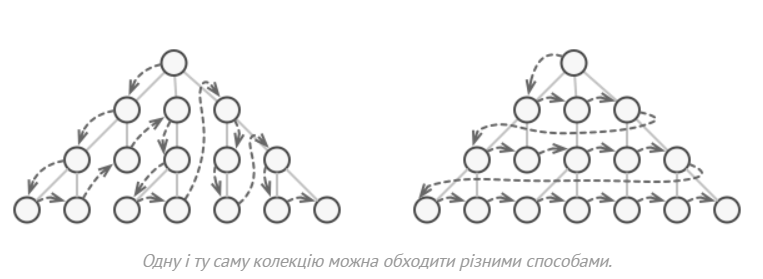 Одну і ту саму колекцію можна обходити різними способами.